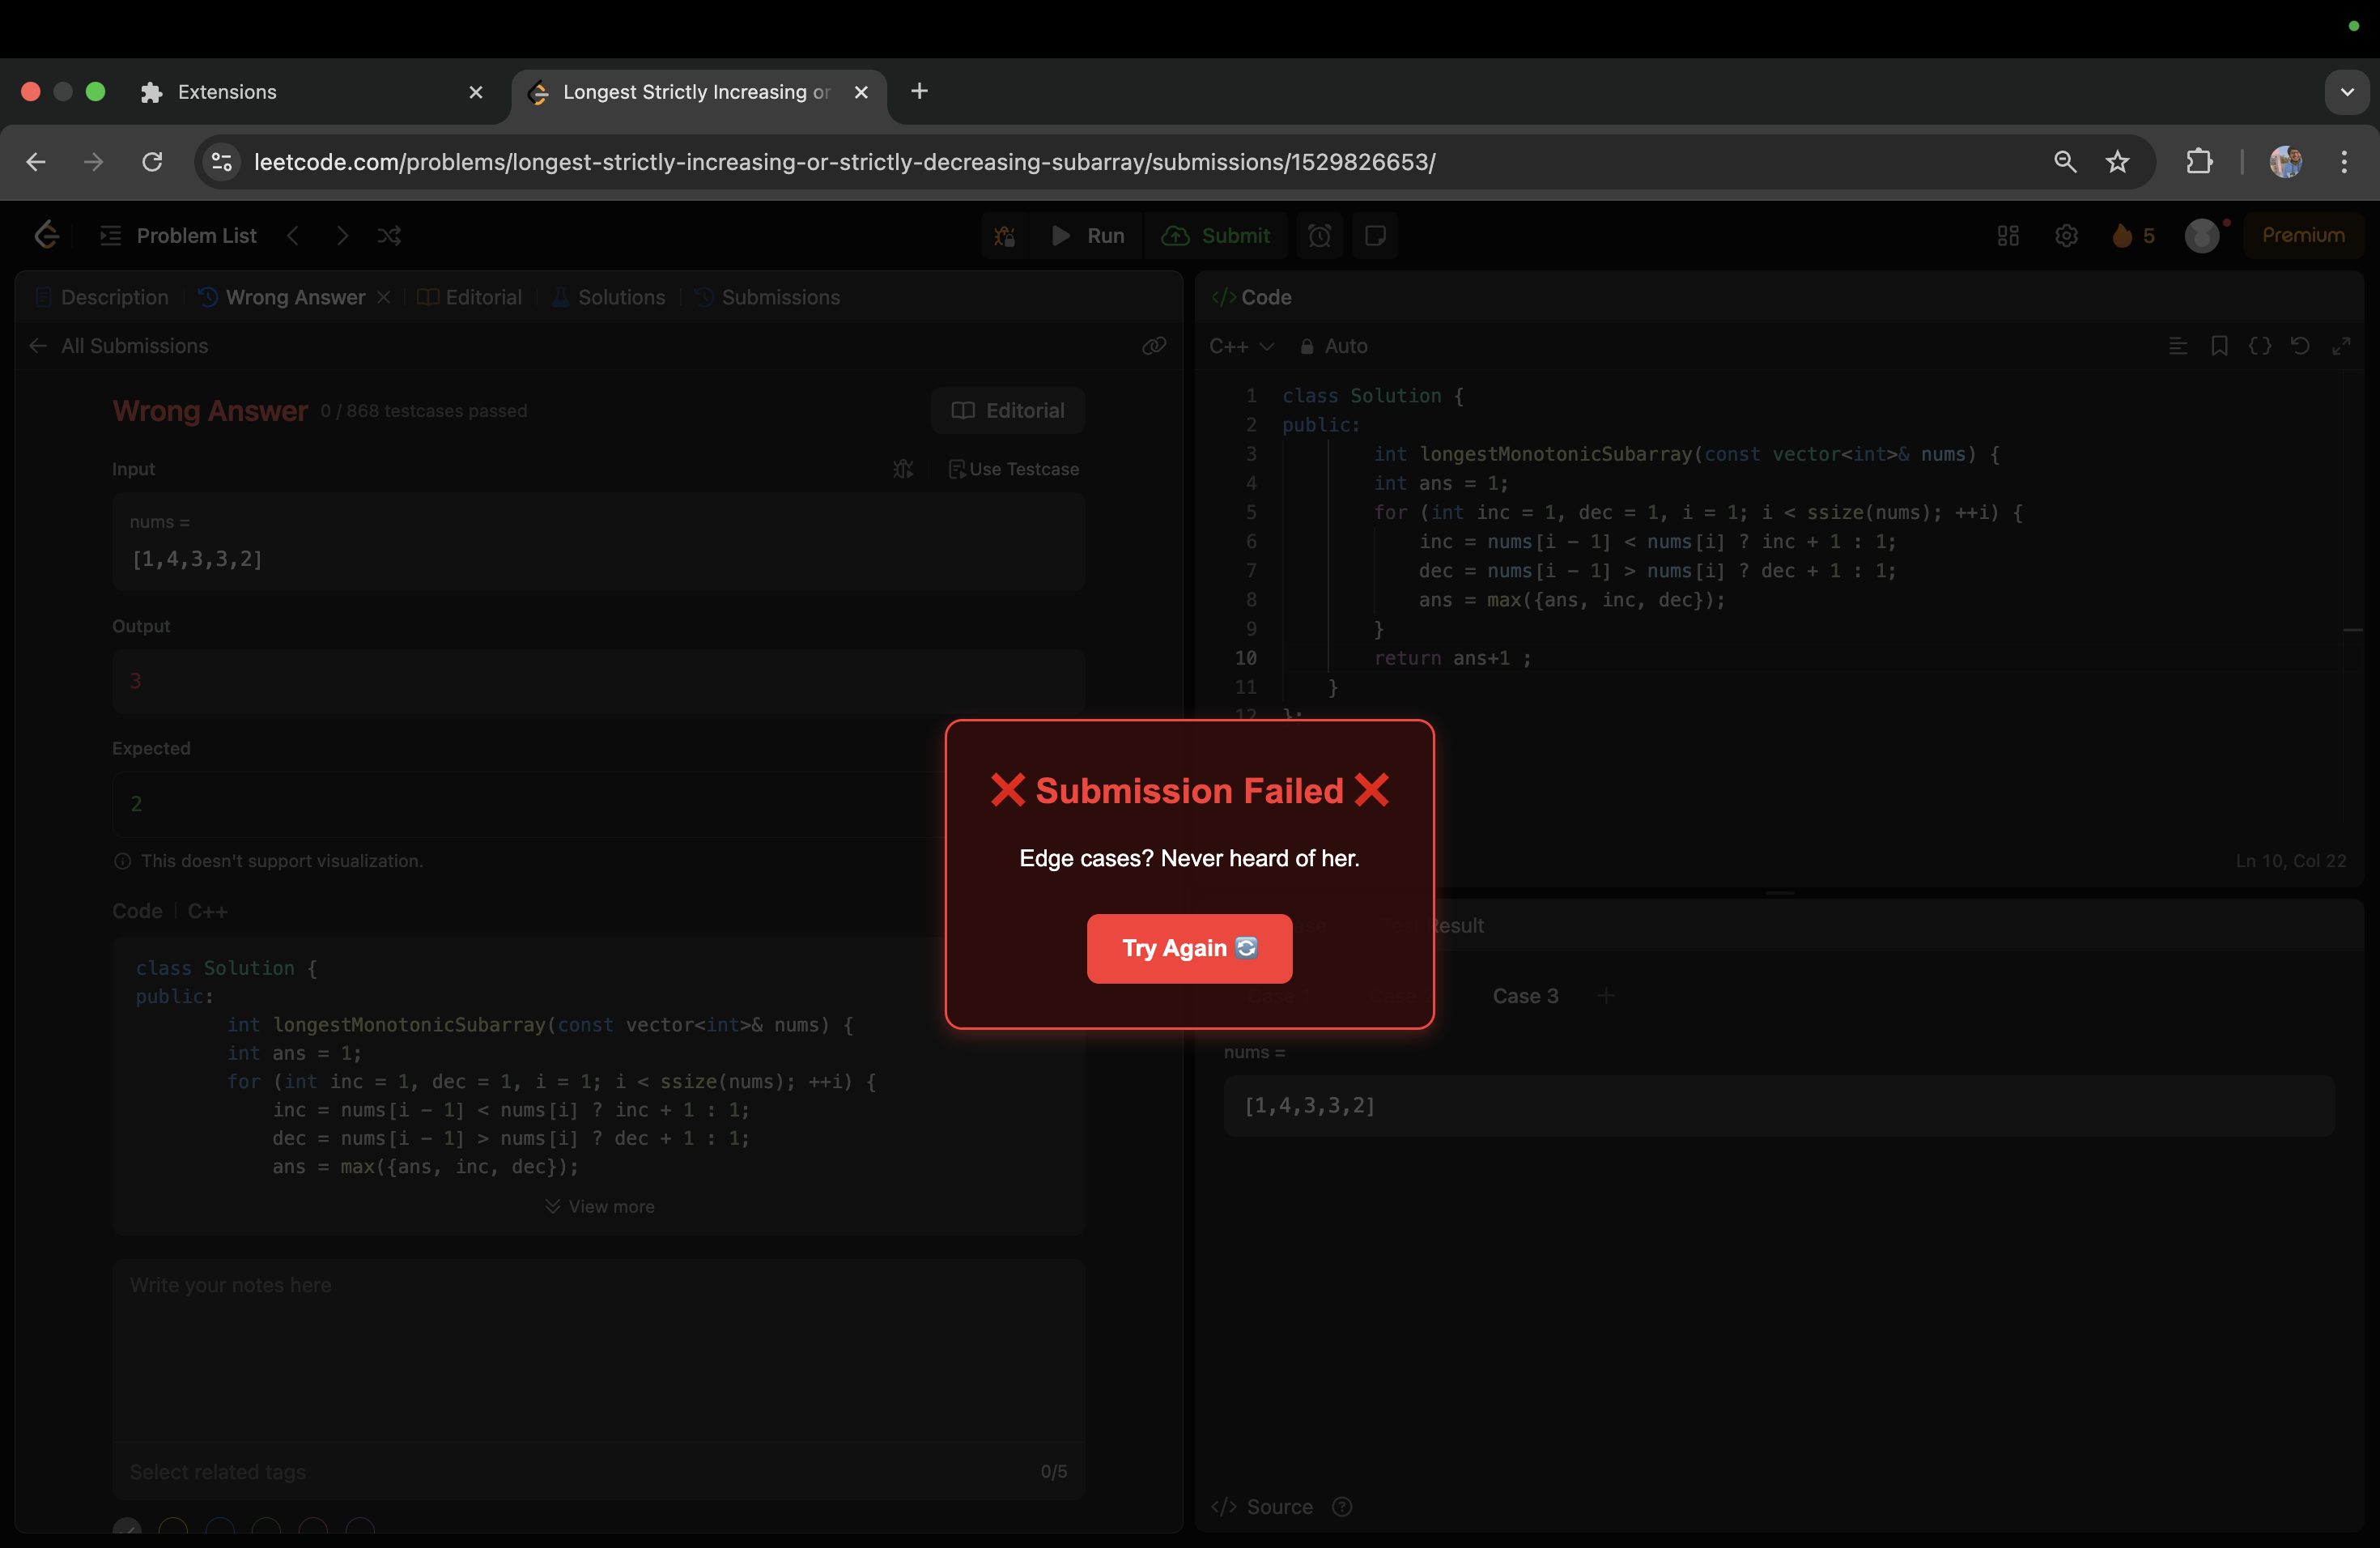 Extensions
Longest Strictly Increasing or
leetcode.com/problems/longest-strictly-increasing-or-strictly-decreasing-subarray/submissions/1529826653/
Problem List
Run
Submit
5
Premium
Description
Wrong Answer
Editorial
Solutions
Submissions
All Submissions
Wrong Answer 0 / 868 testcases passed
Editorial
Input
Use Testcase
nums =
[1,4,3,3,2]
Output
3
Expected
2
This doesn't support visualization.
Code | C++
class Solution {
public:
int longestMonotonicSubarray(const vector<int>& nums) {
int ans = 1;
for (int inc = 1, dec = 1, i = 1; i < ssize(nums); ++i) {
inc = nums[i - 1] < nums[i] ? inc + 1 : 1;
dec = nums[i - 1] > nums[i] ? dec + 1 : 1;
ans = max({ans, inc, dec});
View more
Write your notes here
Select related tags
0/5
</> Code
C++
Auto
1 class Solution {
2 public:
3 int longestMonotonicSubarray(const vector<int>& nums) {
4 int ans = 1;
5 for (int inc = 1, dec = 1, i = 1; i < ssize(nums); ++i) {
6 inc = nums[i - 1] < nums[i] ? inc + 1 : 1;
7 dec = nums[i - 1] > nums[i] ? dec + 1 : 1;
8 ans = max({ans, inc, dec});
9 }
10 return ans+1 ;
11 }
12 };
Ln 10, Col 22
❌ Submission Failed ❌
Edge cases? Never heard of her.
Try Again 🔄
Result
Case 3
nums =
[1,4,3,3,2]
</> Source